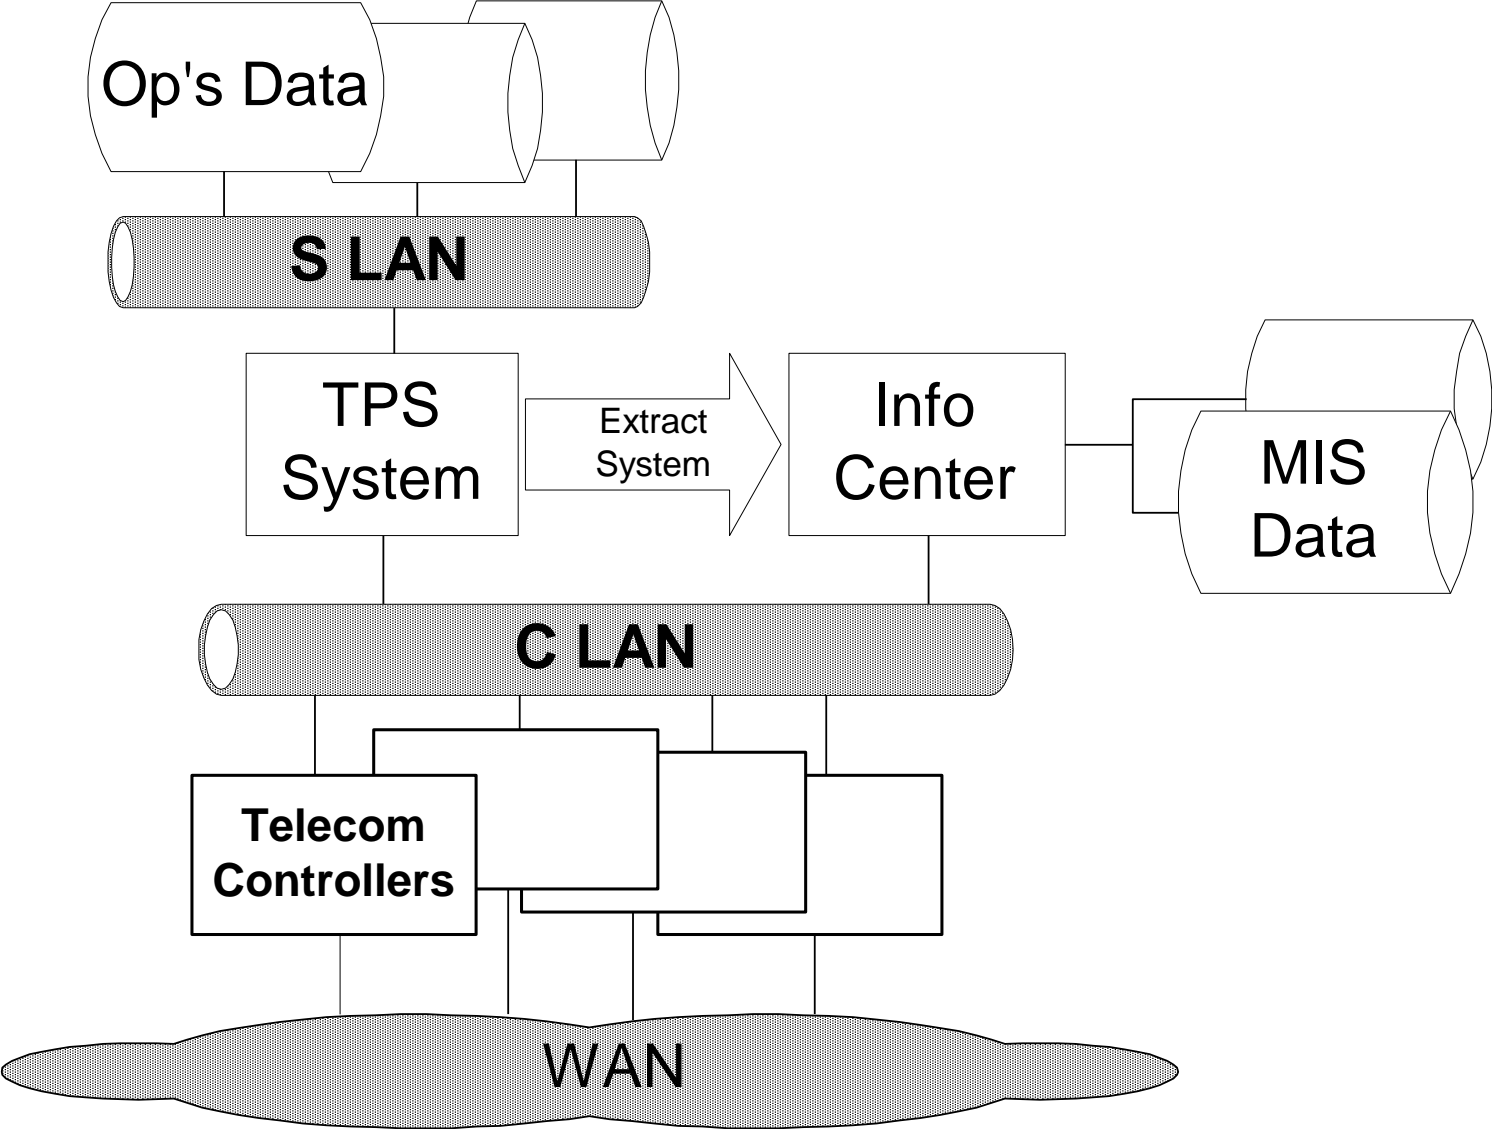 Op's Data
S LAN
TPS
System
Extract
System
Info
Center
MIS
Data
C LAN
Telecom
Controllers
WAN